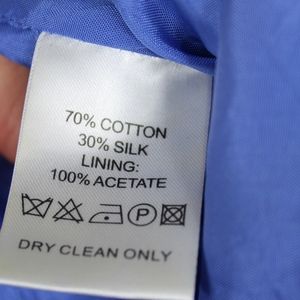 70% COTTON
30% SILK
LINING:
100% ACETATE
P
DRY CLEAN ONLY